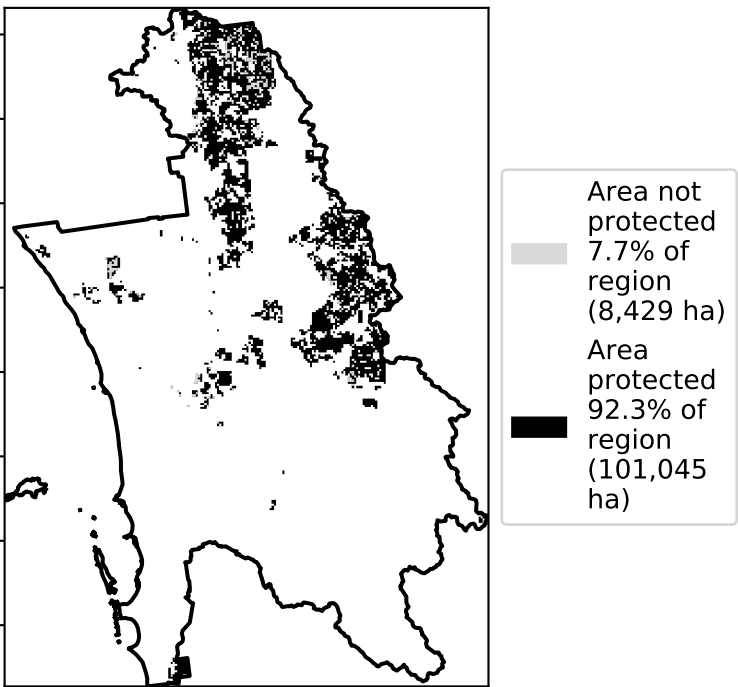 Area not
protected
7.7% of
region
(8,429 ha)
Area
protected
92.3% of
region
(101,045
ha)